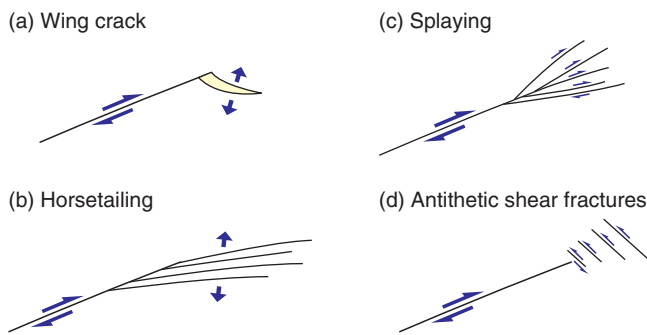 (a) Wing crack
(c) Splaying
(b) Horsetailing
(d) Antithetic shear fractures